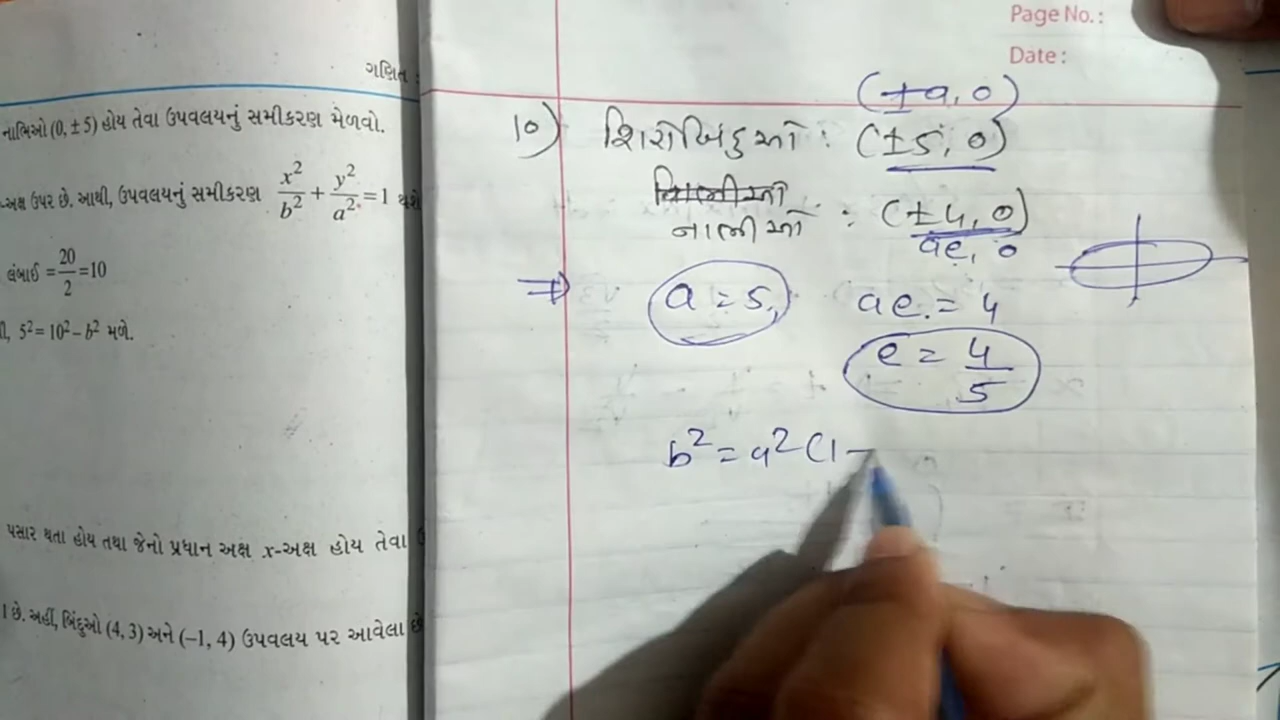 ગણિત :
નાભિઓ (0, ± 5) હોય તેવા ઉપવલયનું સમીકરણ મેળવો.
-અક્ષ ઉપર છે. આથી, ઉપવલયનું સમીકરણ x²/b² + y²/a² = 1 થશે
લંબાઈ = 20/2 = 10
ી, 5² = 10² – b² મળે.
પસાર થતા હોય તથા જેનો પ્રધાન અક્ષ x-અક્ષ હોય તેવા
1 છે. અહીં, બિંદુઓ (4, 3) અને (–1, 4) ઉપવલય પર આવેલા છે
Page No. :
Date :
(±a, 0)
10) શિરોબિંદુઓ : (±5, 0)
નાભીઓ : (±4, 0)
ae, 0
⇒ a = 5, ae = 4
e = 4/5
b² = a² (1 –